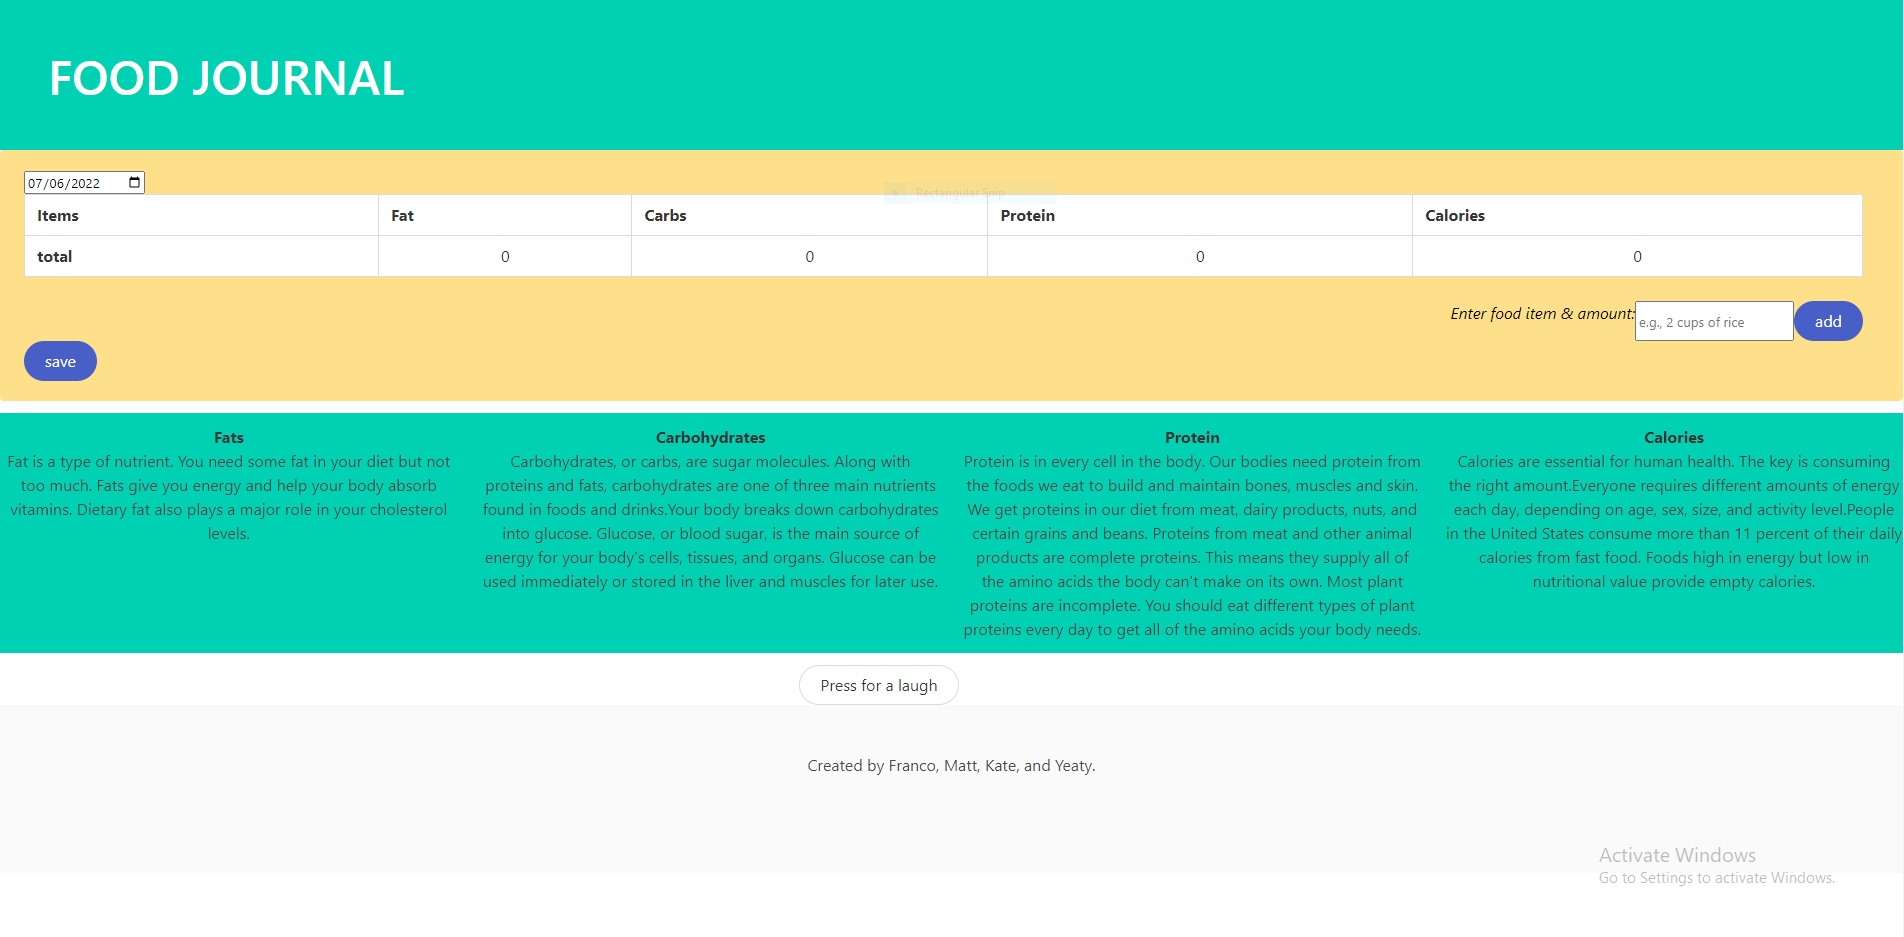 FOOD JOURNAL
07/06/2022
Rectangular Snip
Items Fat Carbs Protein Calories
total 0 0 0 0
Enter food item & amount: e.g., 2 cups of rice add
save
Fats
Fat is a type of nutrient. You need some fat in your diet but not
too much. Fats give you energy and help your body absorb
vitamins. Dietary fat also plays a major role in your cholesterol
levels.
Carbohydrates
Carbohydrates, or carbs, are sugar molecules. Along with
proteins and fats, carbohydrates are one of three main nutrients
found in foods and drinks.Your body breaks down carbohydrates
into glucose. Glucose, or blood sugar, is the main source of
energy for your body's cells, tissues, and organs. Glucose can be
used immediately or stored in the liver and muscles for later use.
Protein
Protein is in every cell in the body. Our bodies need protein from
the foods we eat to build and maintain bones, muscles and skin.
We get proteins in our diet from meat, dairy products, nuts, and
certain grains and beans. Proteins from meat and other animal
products are complete proteins. This means they supply all of
the amino acids the body can't make on its own. Most plant
proteins are incomplete. You should eat different types of plant
proteins every day to get all of the amino acids your body needs.
Calories
Calories are essential for human health. The key is consuming
the right amount.Everyone requires different amounts of energy
each day, depending on age, sex, size, and activity level.People
in the United States consume more than 11 percent of their daily
calories from fast food. Foods high in energy but low in
nutritional value provide empty calories.
Press for a laugh
Created by Franco, Matt, Kate, and Yeaty.
Activate Windows
Go to Settings to activate Windows.